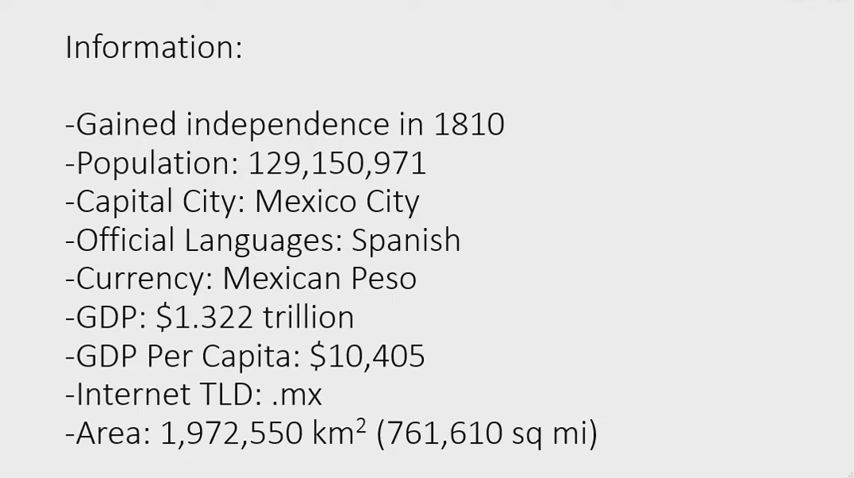 Information:
-Gained independence in 1810
-Population: 129,150,971
-Capital City: Mexico City
-Official Languages: Spanish
-Currency: Mexican Peso
-GDP: $1.322 trillion
-GDP Per Capita: $10,405
-Internet TLD: .mx
-Area: 1,972,550 km² (761,610 sq mi)